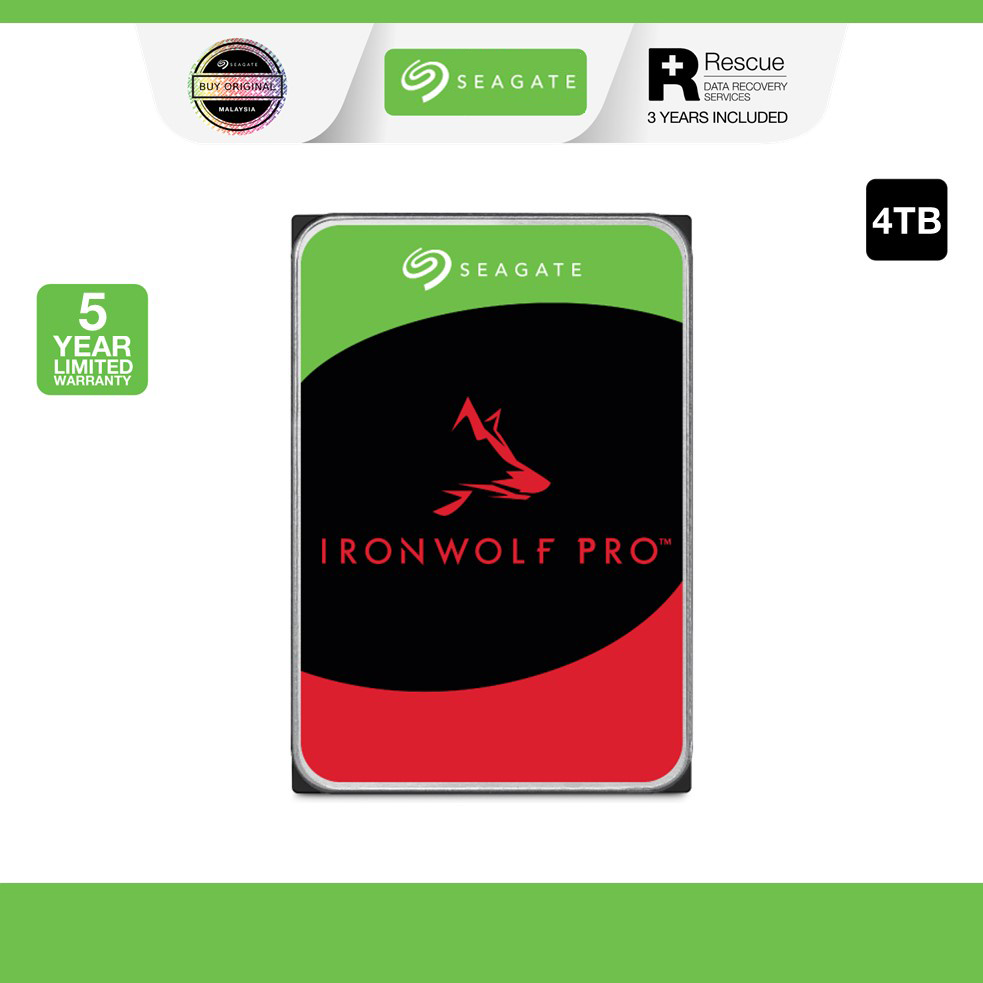 SEAGATE
BUY ORIGINAL
MALAYSIA
SEAGATE
Rescue
DATA RECOVERY
SERVICES
3 YEARS INCLUDED
4TB
5
YEAR
LIMITED
WARRANTY
SEAGATE
IRONWOLF PRO™